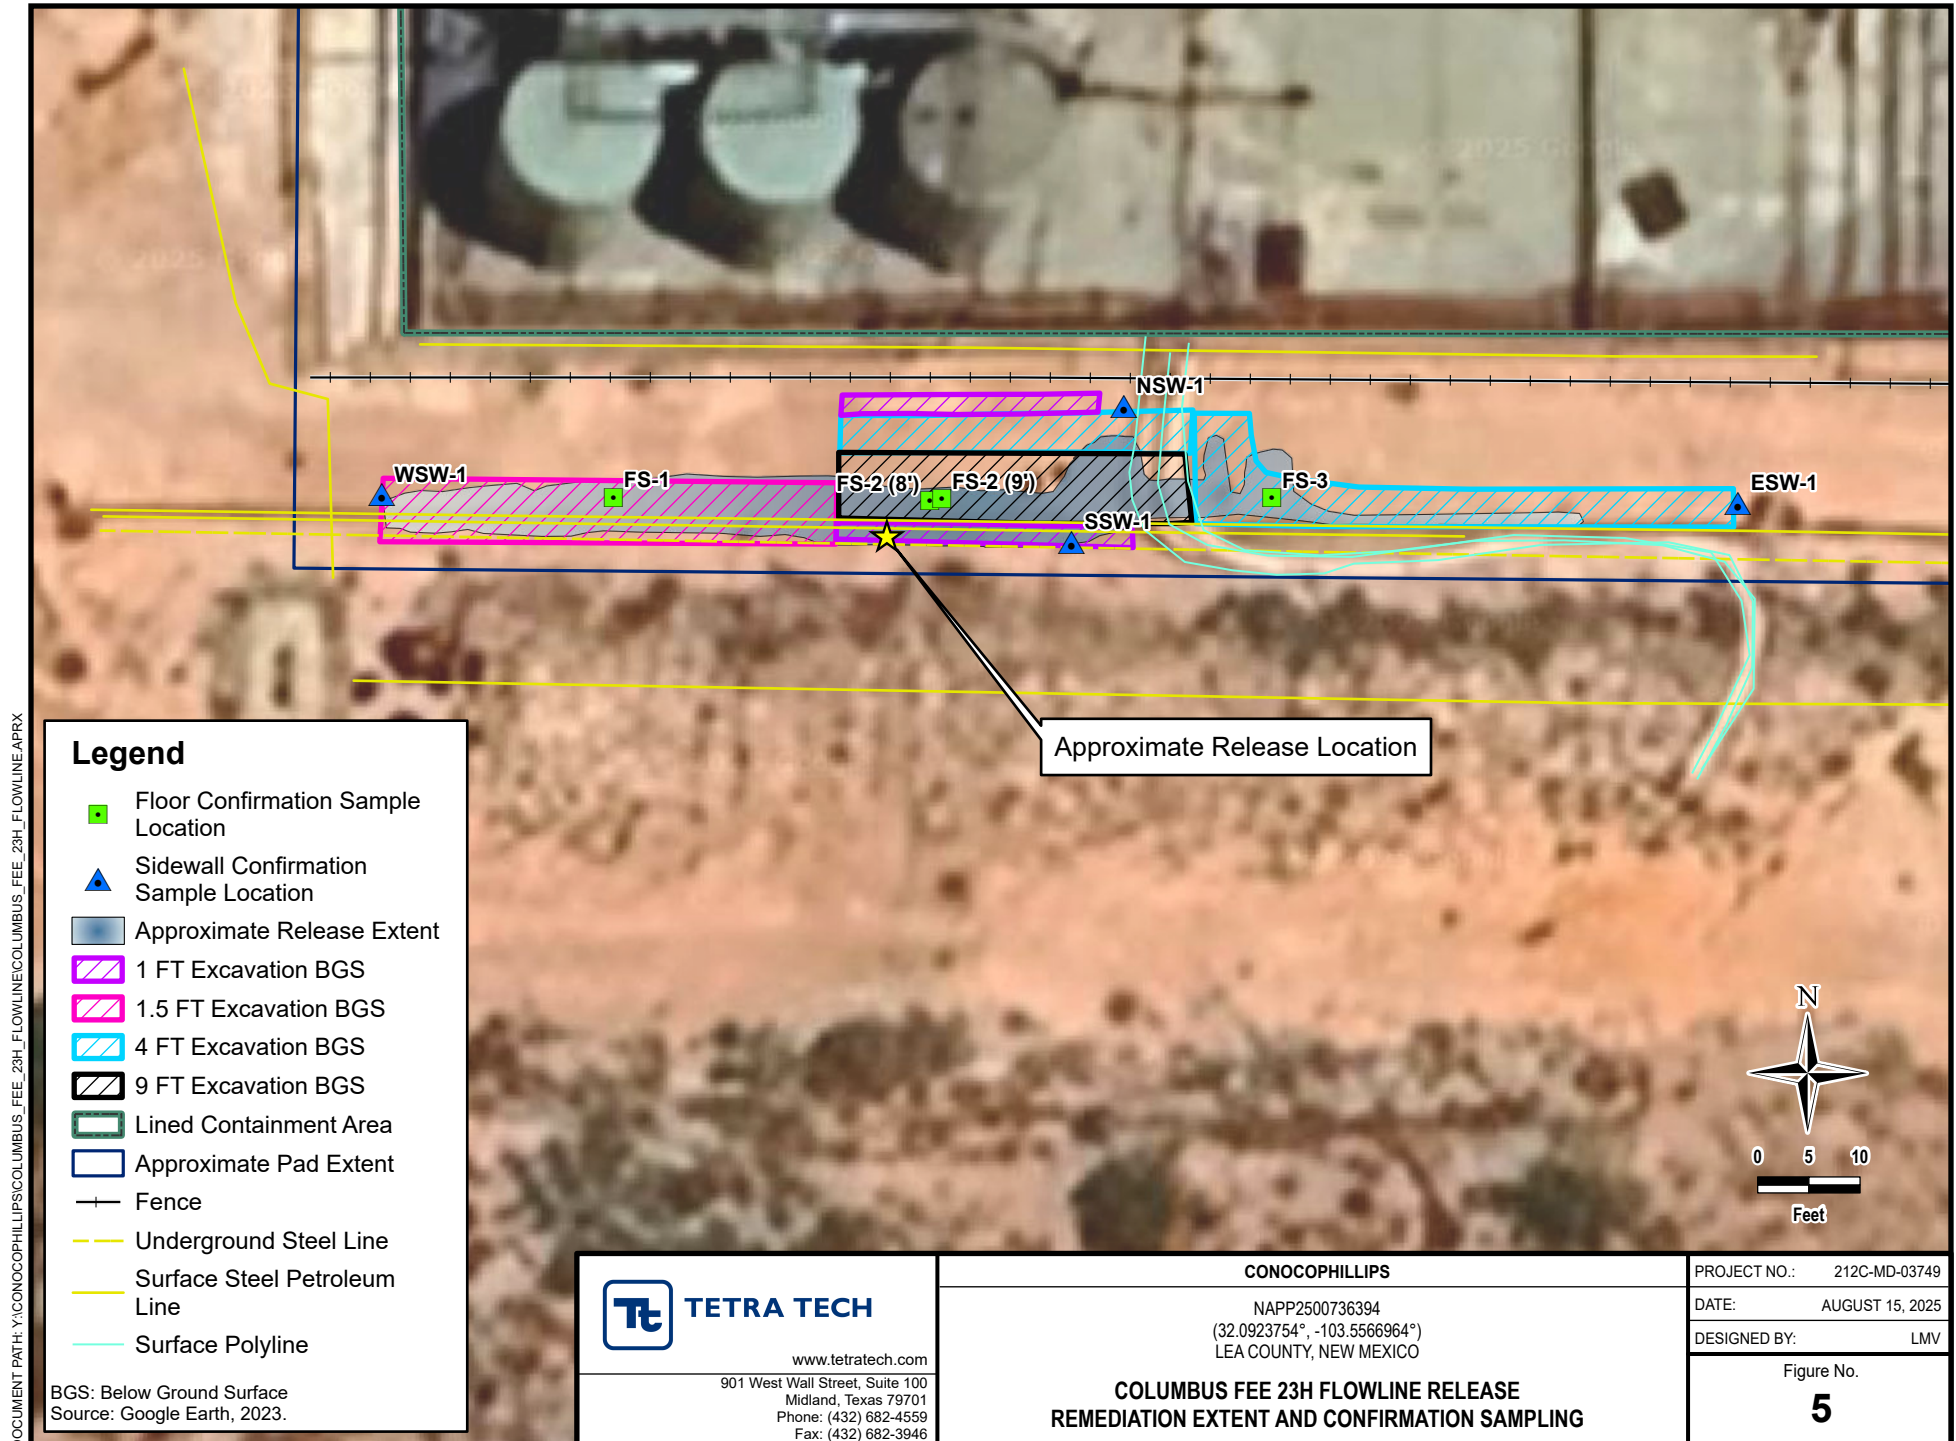 NSW-1
WSW-1
FS-1
FS-2 (8')
FS-2 (9')
FS-3
ESW-1
SSW-1
Approximate Release Location
Legend
Floor Confirmation Sample
Location
Sidewall Confirmation
Sample Location
Approximate Release Extent
1 FT Excavation BGS
1.5 FT Excavation BGS
4 FT Excavation BGS
9 FT Excavation BGS
Lined Containment Area
Approximate Pad Extent
Fence
Underground Steel Line
Surface Steel Petroleum
Line
Surface Polyline
BGS: Below Ground Surface
Source: Google Earth, 2023.
N
0 5 10
Feet
DOCUMENT PATH: Y:\CONOCOPHILLIPS\COLUMBUS_FEE_23H_FLOWLINE\COLUMBUS_FEE_23H_FLOWLINE.APRX
Tt TETRA TECH
www.tetratech.com
901 West Wall Street, Suite 100
Midland, Texas 79701
Phone: (432) 682-4559
Fax: (432) 682-3946
CONOCOPHILLIPS
NAPP2500736394
(32.0923754°, -103.5566964°)
LEA COUNTY, NEW MEXICO
COLUMBUS FEE 23H FLOWLINE RELEASE
REMEDIATION EXTENT AND CONFIRMATION SAMPLING
PROJECT NO.: 212C-MD-03749
DATE: AUGUST 15, 2025
DESIGNED BY: LMV
Figure No.
5